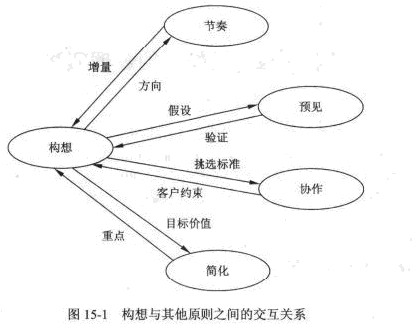 节奏
增量
方向
假设
预见
验证
构想
挑选标准
客户约束
协作
目标价值
重点
简化
图 15-1 构想与其他原则之间的交互关系